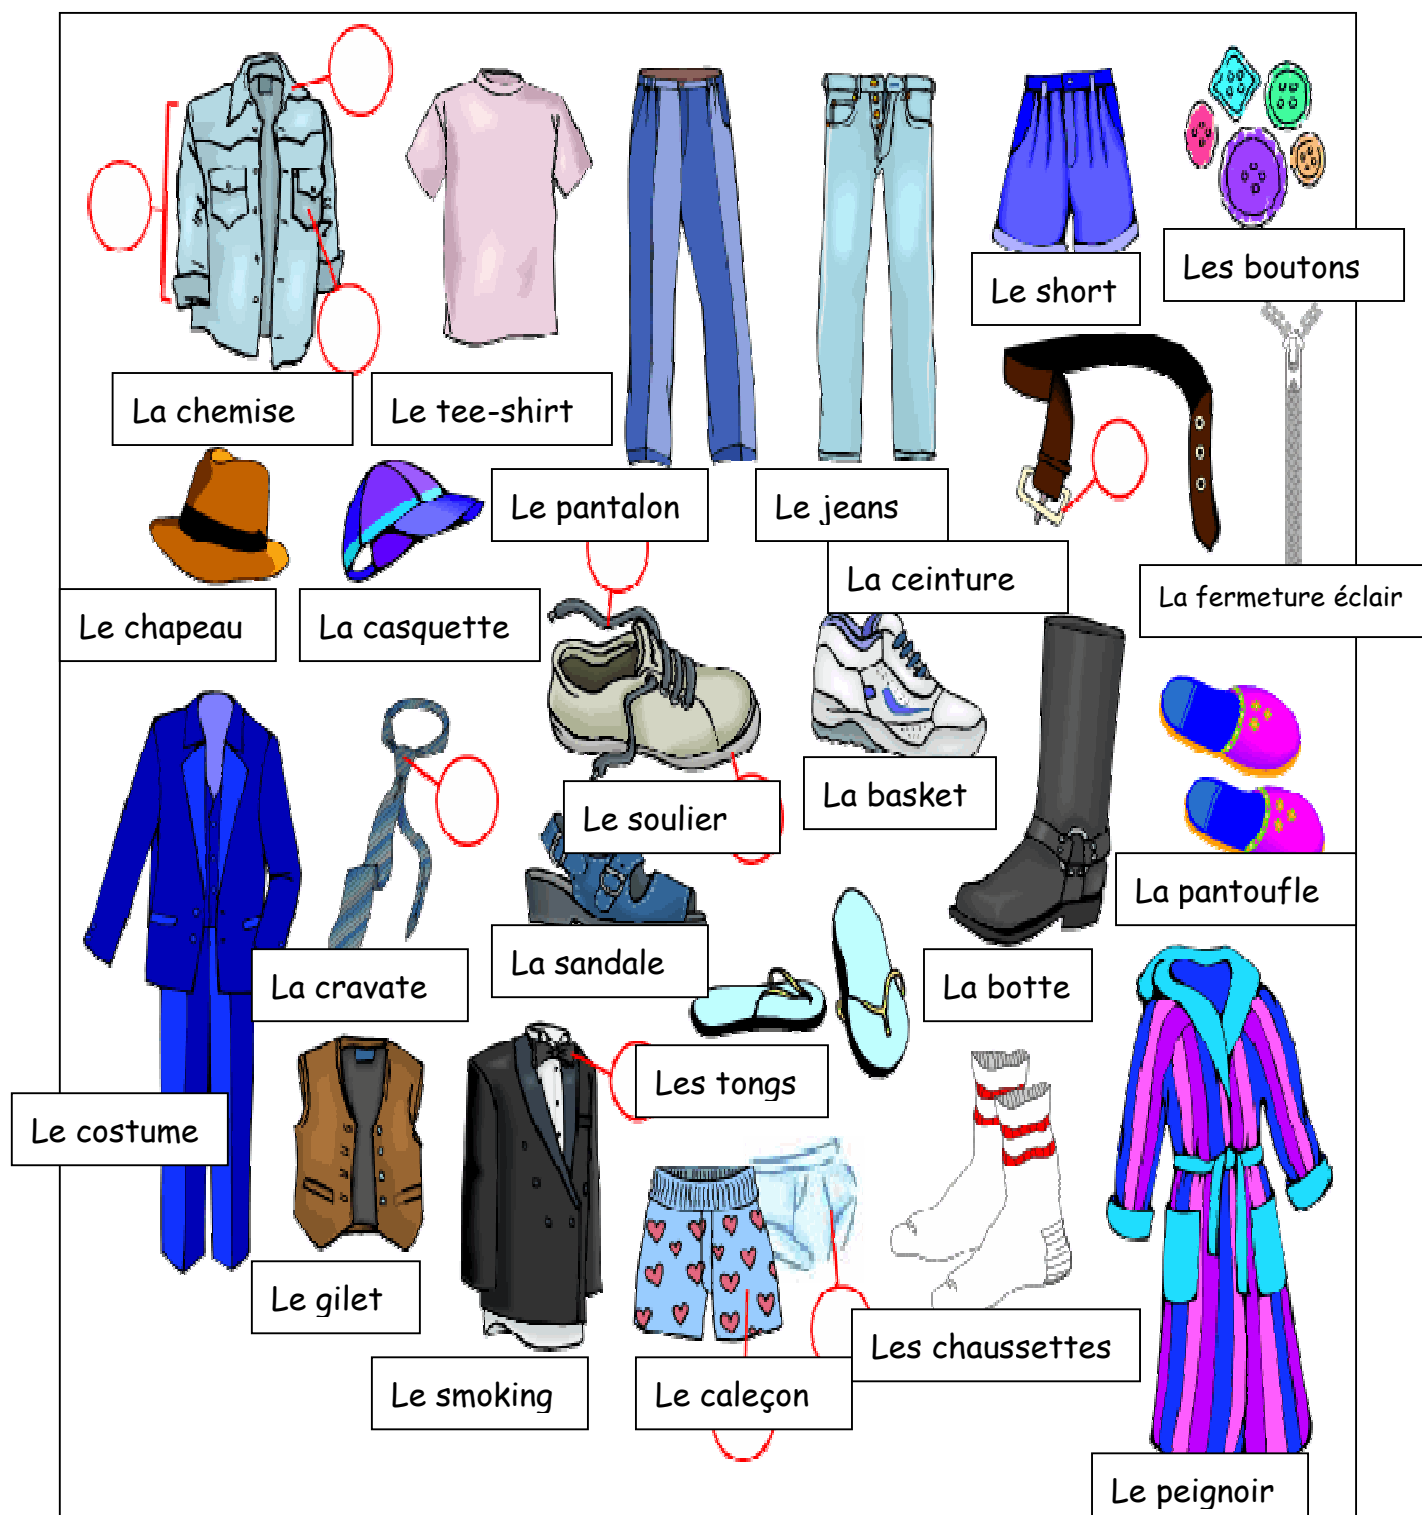 Les boutons
Le short
La chemise
Le tee-shirt
Le pantalon
Le jeans
La ceinture
La fermeture éclair
Le chapeau
La casquette
La basket
Le soulier
La pantoufle
La sandale
La cravate
La botte
Les tongs
Le costume
Le gilet
Les chaussettes
Le smoking
Le caleçon
Le peignoir